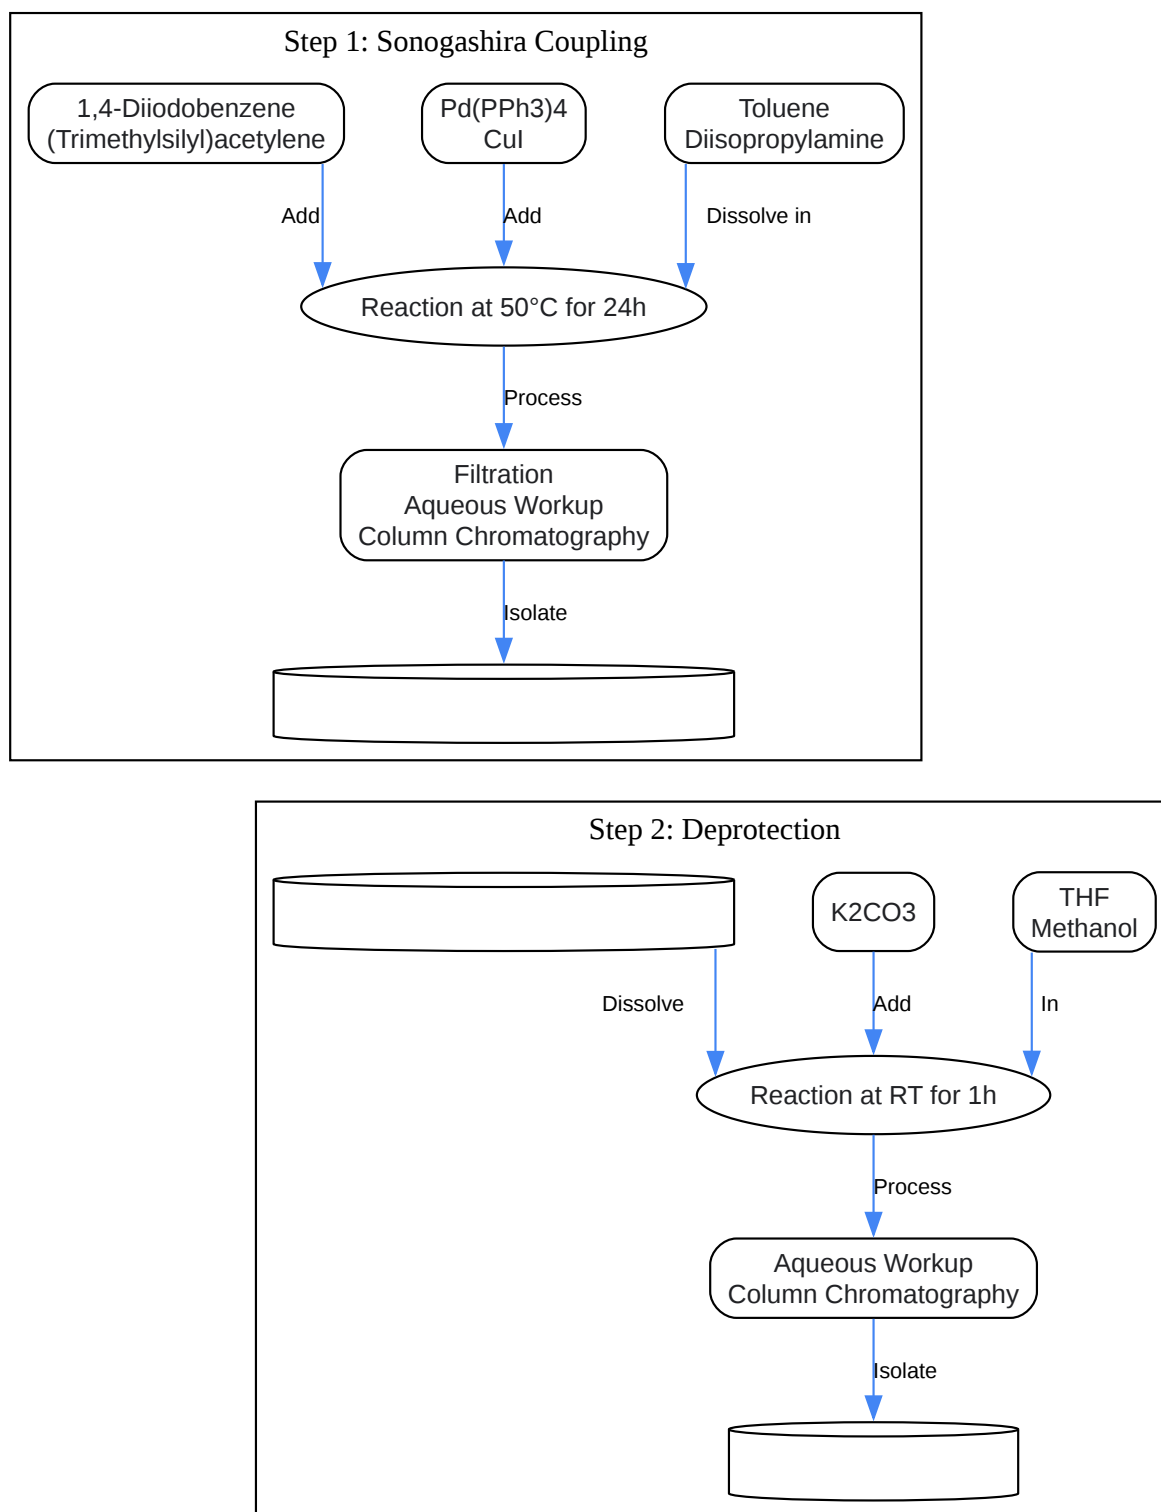 Step 1: Sonogashira Coupling
1,4-Diiodobenzene
(Trimethylsilyl)acetylene
Pd(PPh3)4
CuI
Toluene
Diisopropylamine
Add
Add
Dissolve in
Reaction at 50°C for 24h
Process
Filtration
Aqueous Workup
Column Chromatography
Isolate
Step 2: Deprotection
K2CO3
THF
Methanol
Dissolve
Add
In
Reaction at RT for 1h
Process
Aqueous Workup
Column Chromatography
Isolate